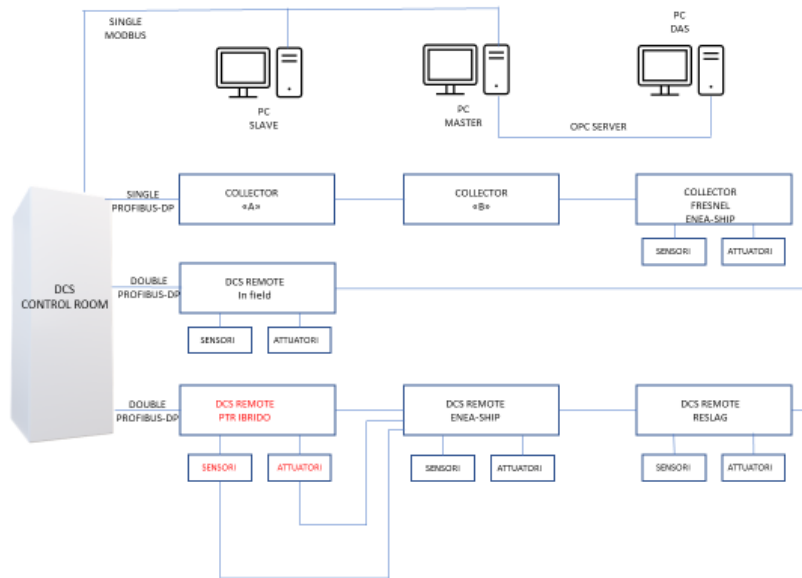 SINGLE
MODBUS
PC
SLAVE
PC
MASTER
PC
DAS
OPC SERVER
DCS
CONTROL ROOM
SINGLE
PROFIBUS-DP
COLLECTOR
«A»
COLLECTOR
«B»
COLLECTOR
FRESNEL
ENEA-SHIP
SENSORI
ATTUATORI
DOUBLE
PROFIBUS-DP
DCS REMOTE
In field
SENSORI
ATTUATORI
DOUBLE
PROFIBUS-DP
DCS REMOTE
PTR IBRIDO
SENSORI
ATTUATORI
DCS REMOTE
ENEA-SHIP
SENSORI
ATTUATORI
DCS REMOTE
RESLAG
SENSORI
ATTUATORI